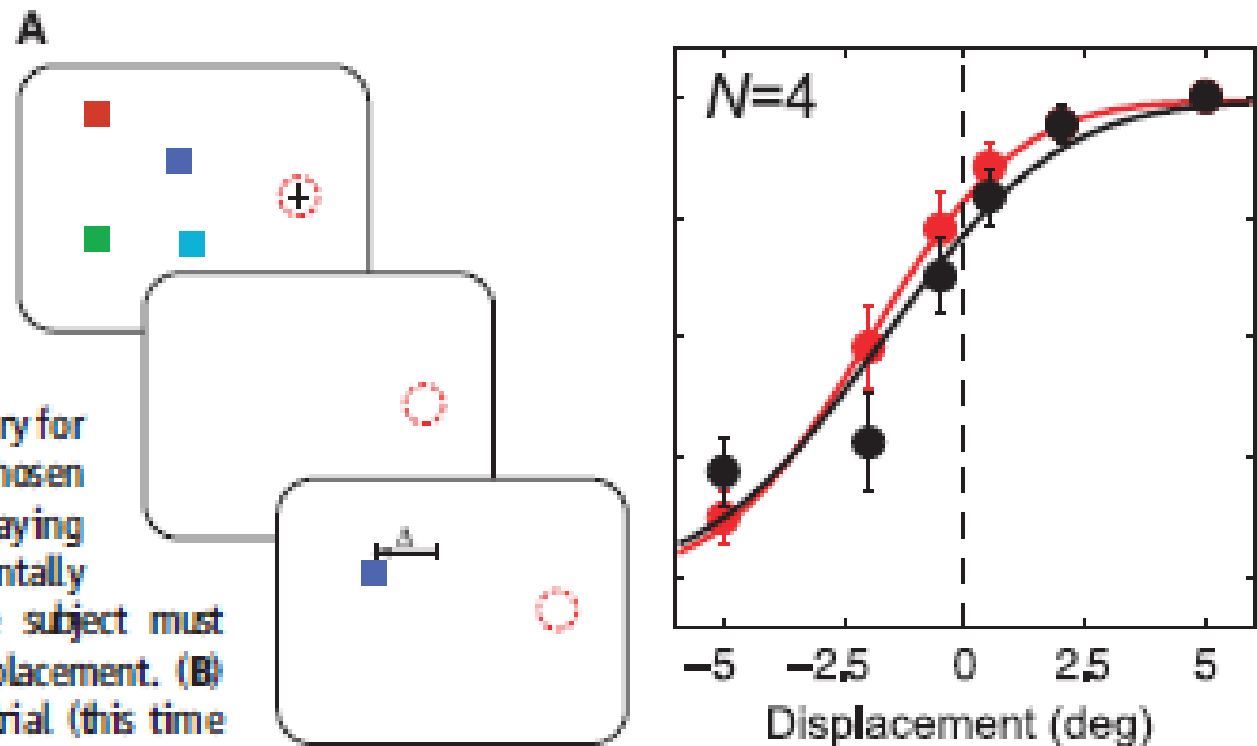 A
N=4
Δ
ry for
hosen
aying
ntally
subject must
placement. (B)
trial (this time
−5 −2,5 0 2,5 5
Displacement (deg)